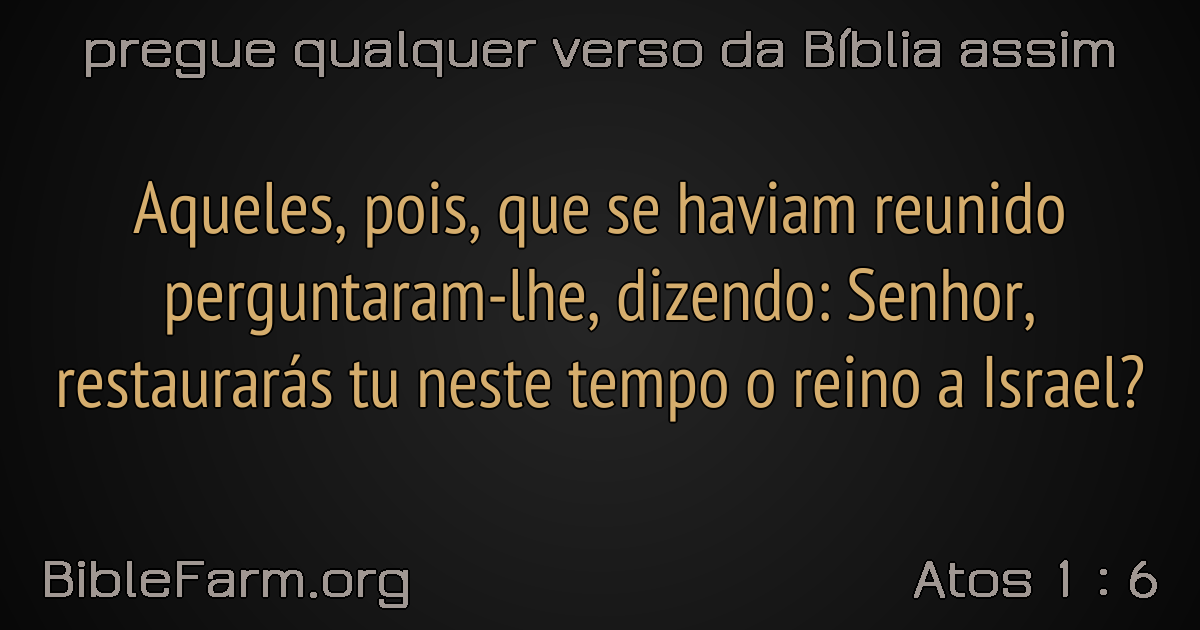 pregue qualquer verso da Bíblia assim
Aqueles, pois, que se haviam reunido
perguntaram-lhe, dizendo: Senhor,
restaurarás tu neste tempo o reino a Israel?
BibleFarm.org
Atos 1 : 6